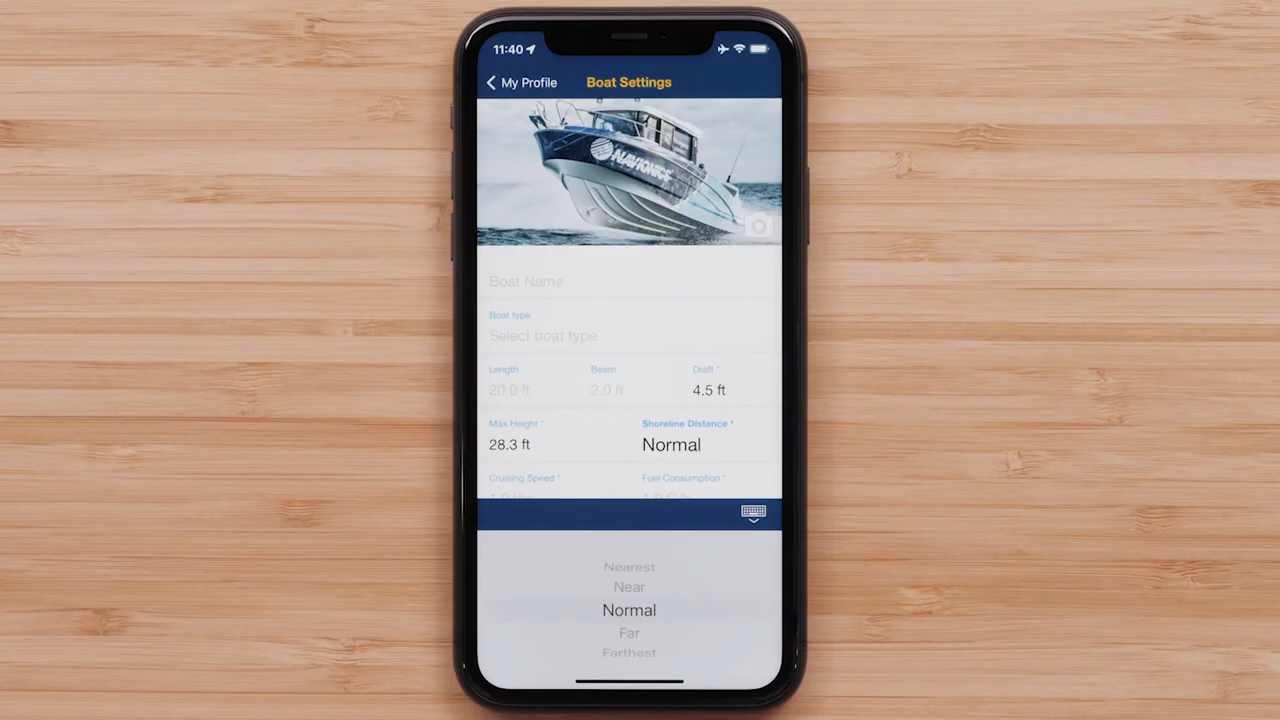 11:40
My Profile
Boat Settings
NAVIONICS
Boat Name
Boat type
Select boat type
Length
Beam
Draft *
20.0 ft
2.0 ft
4.5 ft
Max Height *
Shoreline Distance *
28.3 ft
Normal
Cruising Speed *
Fuel Consumption *
Nearest
Near
Normal
Far
Farthest